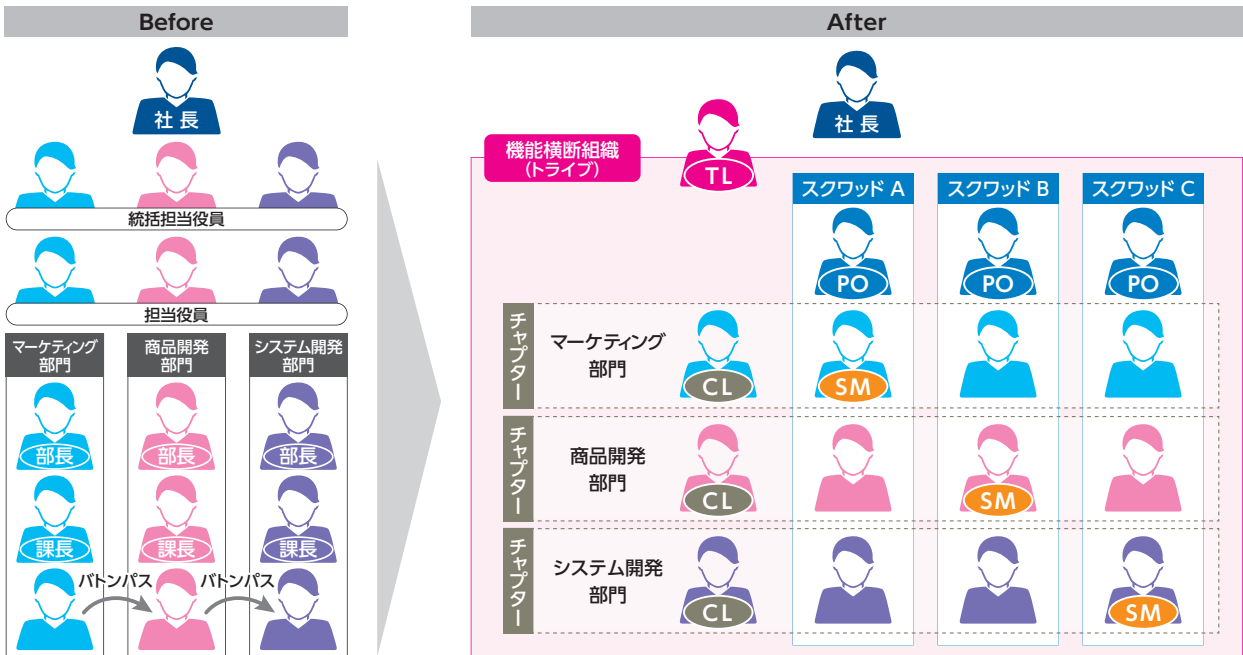 Before
社長
統括担当役員
担当役員
マーケティング
部門
商品開発
部門
システム開発
部門
部長
部長
部長
課長
課長
課長
バトンパス
バトンパス
After
社長
機能横断組織
(トライブ)
TL
スクワッド A
スクワッド B
スクワッド C
PO
PO
PO
チャプター
マーケティング
部門
CL
SM
チャプター
商品開発
部門
CL
SM
チャプター
システム開発
部門
CL
SM